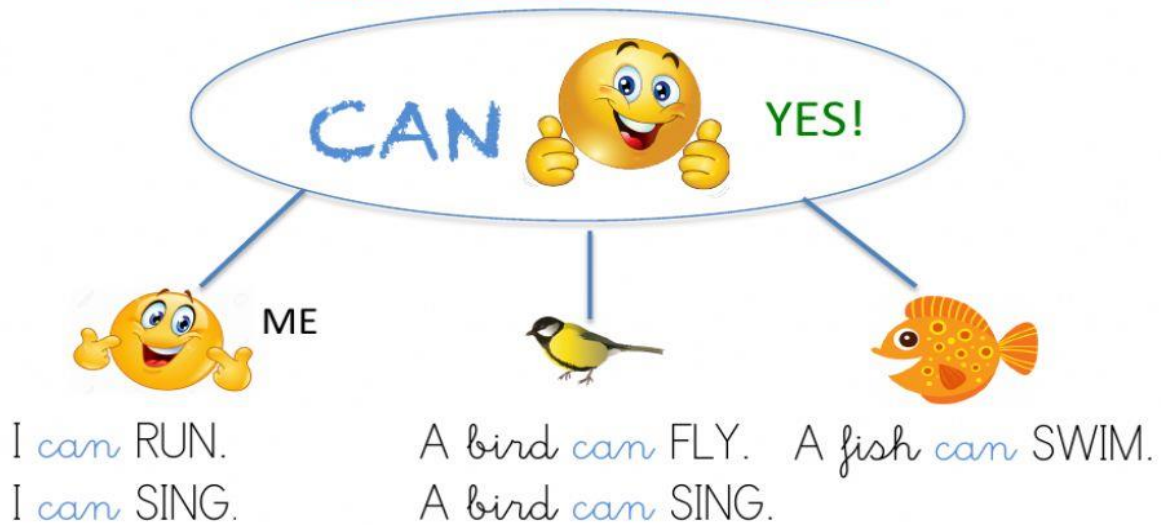 CAN YES!
ME
I can RUN.
I can SING.
A bird can FLY.
A bird can SING.
A fish can SWIM.